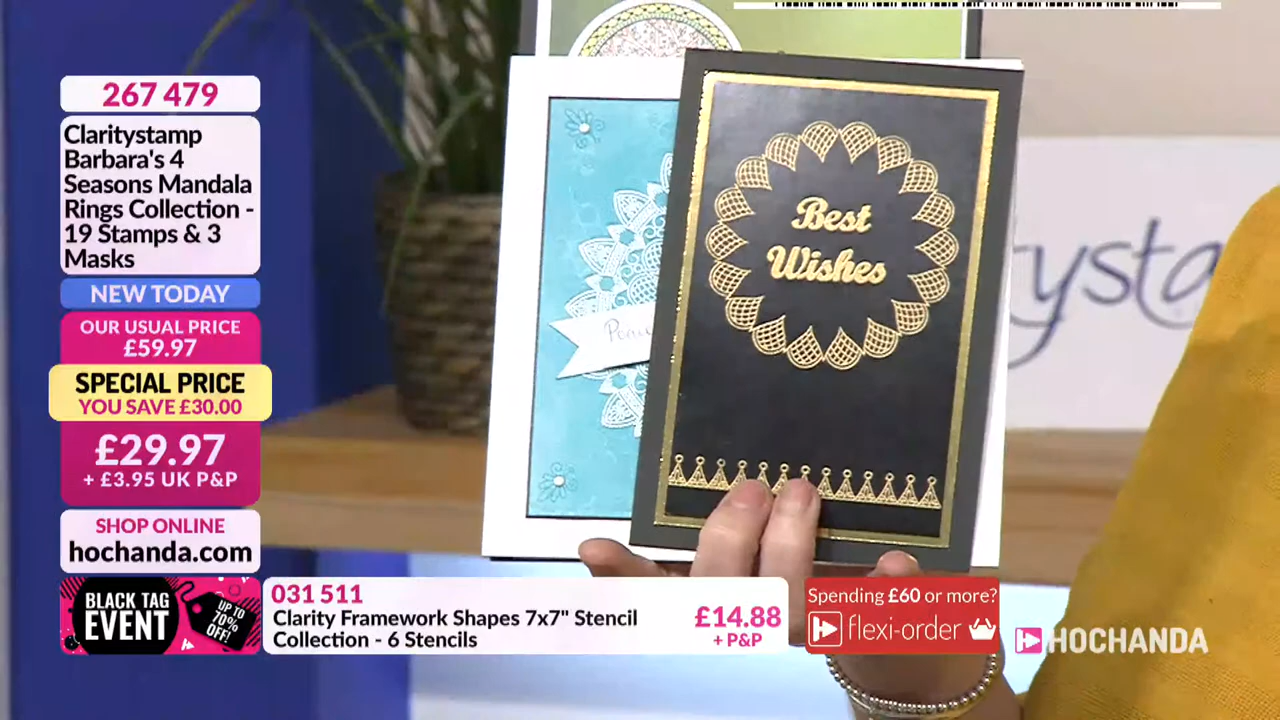 267 479
Claritystamp
Barbara's 4
Seasons Mandala
Rings Collection -
19 Stamps & 3
Masks
NEW TODAY
OUR USUAL PRICE
£59.97
SPECIAL PRICE
YOU SAVE £30.00
£29.97
+ £3.95 UK P&P
SHOP ONLINE
hochanda.com
Best
Wishes
BLACK TAG
EVENT
UP TO
70%
OFF!
031 511
Clarity Framework Shapes 7x7" Stencil
Collection - 6 Stencils
£14.88
+ P&P
Spending £60 or more?
flexi-order
HOCHANDA